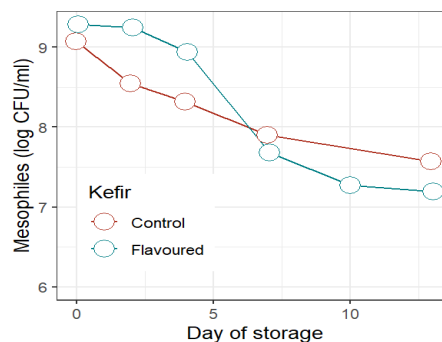 9
8
7
6
Mesophiles (log CFU/ml)
Kefir
Control
Flavoured
0
5
10
Day of storage